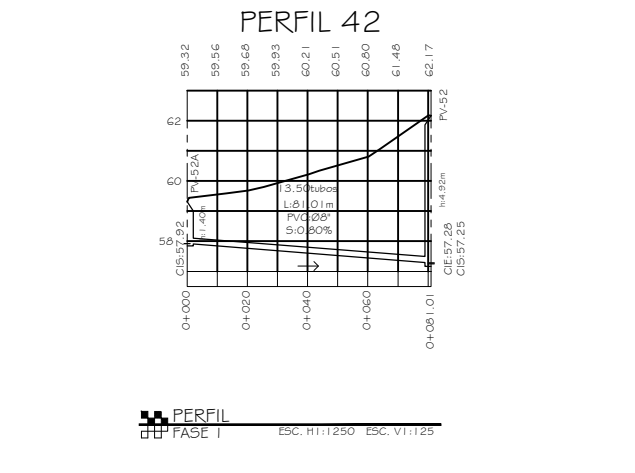 PERFIL 42
59.32
59.56
59.68
59.93
60.21
60.51
60.80
61.48
62.17
62
60
58
PV-52A
h:1.40m
CIS:57.92
13.50tubos
L:81.01m
PVC:Ø8"
S:0.80%
PV-52
h:4.92m
CIE:57.28
CIS:57.25
0+000
0+020
0+040
0+060
0+081.01
PERFIL
FASE 1
ESC. H1:1250 ESC. V1:125